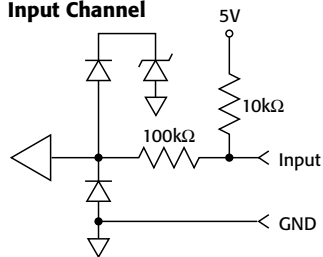 Input Channel
5V
10kΩ
100kΩ
Input
GND